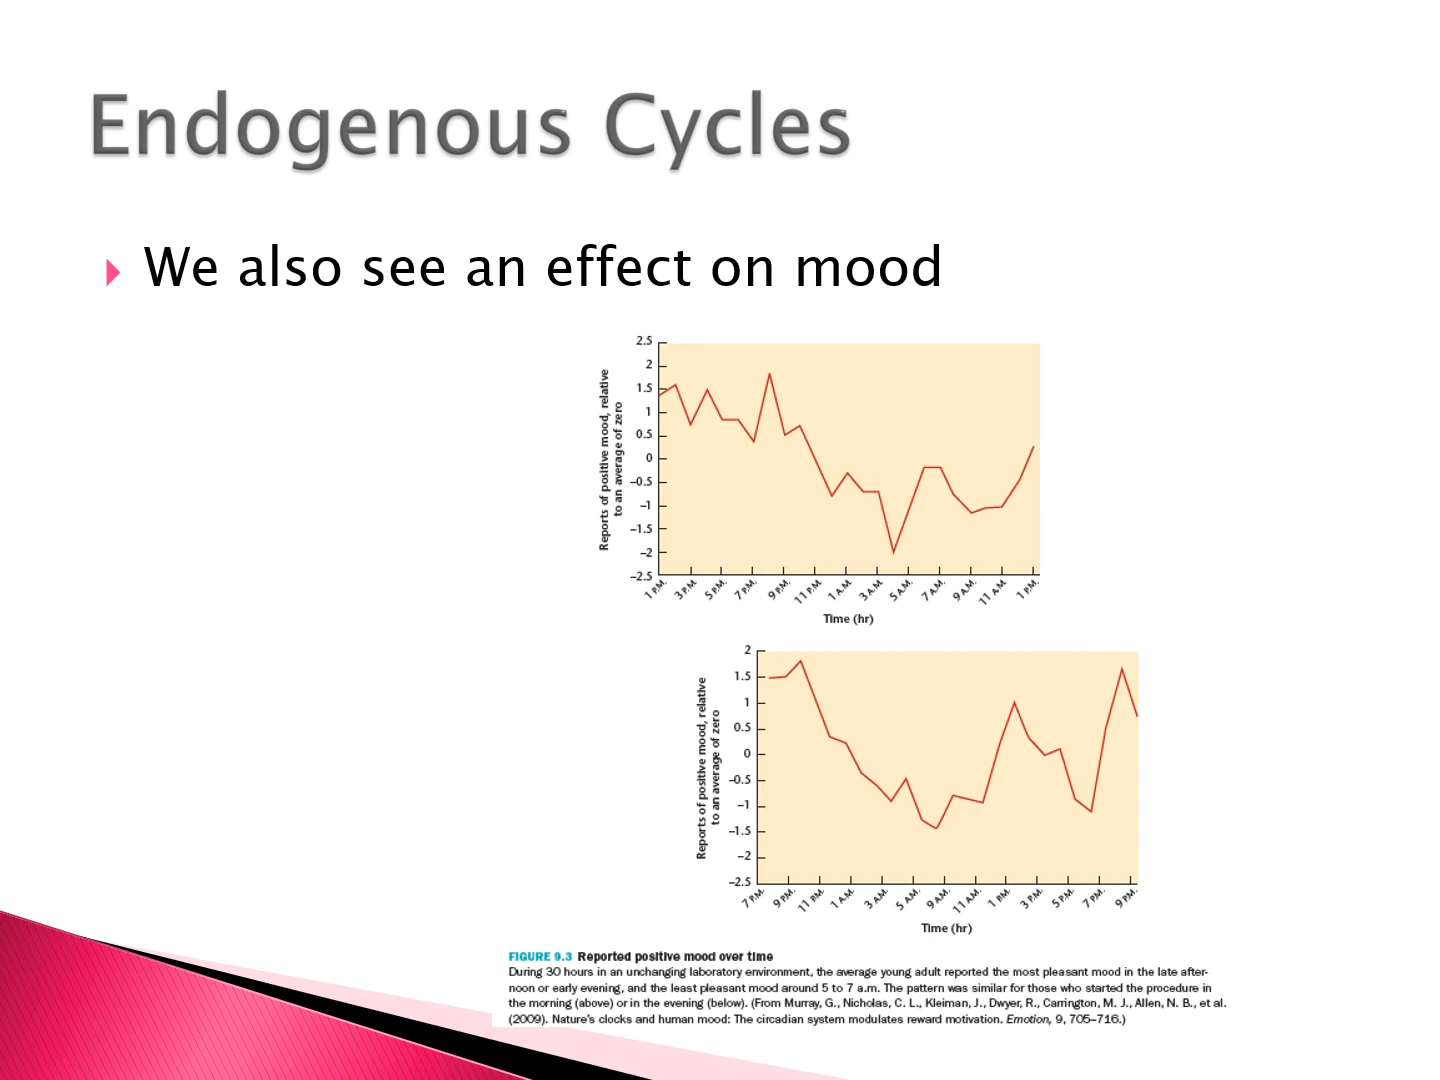 Endogenous Cycles
We also see an effect on mood
Reports of positive mood, relative
to an average of zero
2.5
2
1.5
1
0.5
0
–0.5
–1
–1.5
–2
–2.5
1 P.M.
3 P.M.
5 P.M.
7 P.M.
9 P.M.
11 P.M.
1 A.M.
3 A.M.
5 A.M.
7 A.M.
9 A.M.
11 A.M.
1 P.M.
Time (hr)
Reports of positive mood, relative
to an average of zero
2
1.5
1
0.5
0
–0.5
–1
–1.5
–2
–2.5
7 P.M.
9 P.M.
11 P.M.
1 A.M.
3 A.M.
5 A.M.
9 A.M.
11 A.M.
1 P.M.
3 P.M.
5 P.M.
7 P.M.
9 P.M.
Time (hr)
FIGURE 9.3 Reported positive mood over time
During 30 hours in an unchanging laboratory environment, the average young adult reported the most pleasant mood in the late after-
noon or early evening, and the least pleasant mood around 5 to 7 a.m. The pattern was similar for those who started the procedure in
the morning (above) or in the evening (below). (From Murray, G., Nicholas, C. L., Kleiman, J., Dwyer, R., Carrington, M. J., Allen, N. B., et al.
(2009). Nature's clocks and human mood: The circadian system modulates reward motivation. Emotion, 9, 705–716.)